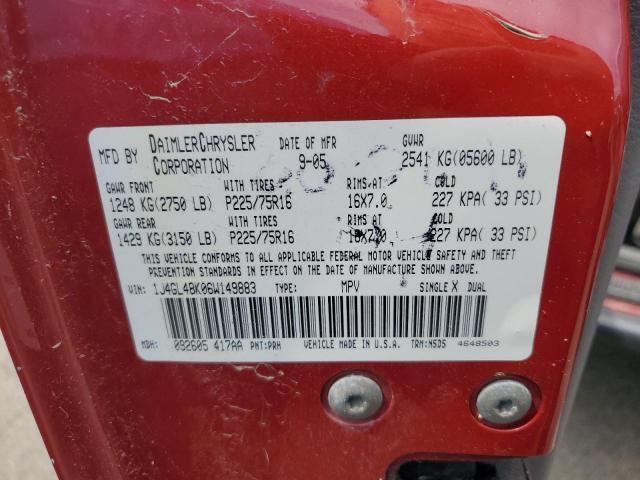 MFD BY DAIMLERCHRYSLER CORPORATION DATE OF MFR 9-05 GVWR 2541 KG(05600 LB)
GAWR FRONT WITH TIRES RIMS AT COLD
1248 KG(2750 LB) P225/75R16 16X7.0 227 KPA( 33 PSI)
GAWR REAR WITH TIRES RIMS AT COLD
1429 KG(3150 LB) P225/75R16 16X7.0 227 KPA( 33 PSI)
THIS VEHICLE CONFORMS TO ALL APPLICABLE FEDERAL MOTOR VEHICLE SAFETY AND THEFT
PREVENTION STANDARDS IN EFFECT ON THE DATE OF MANUFACTURE SHOWN ABOVE.
VIN: 1J4GL48K06W149883 TYPE: MPV SINGLE X DUAL
MDH: 092605 417AA PNT:PRH VEHICLE MADE IN U.S.A. TRM:N5D5 4648503